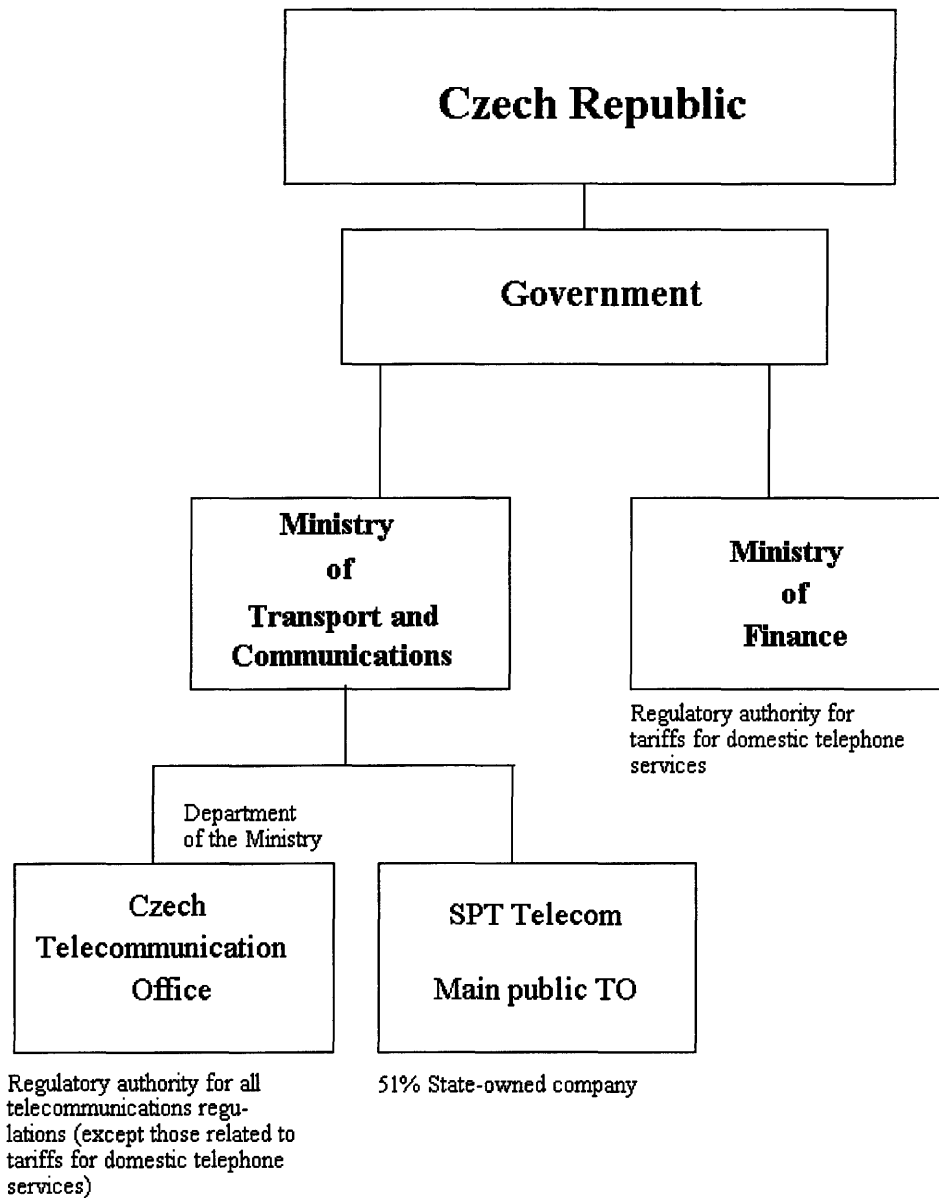 Czech Republic
Government
Ministry
of
Transport and
Communications
Ministry
of
Finance
Regulatory authority for
tariffs for domestic telephone
services
Department
of the Ministry
Czech
Telecommunication
Office
SPT Telecom
Main public TO
Regulatory authority for all
telecommunications regu-
lations (except those related to
tariffs for domestic telephone
services)
51% State-owned company